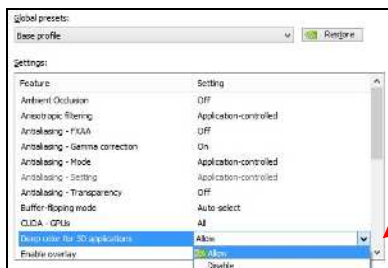 Global presets:
Base profile Restore
Settings:
Feature Setting
Ambient Occlusion Off
Anisotropic filtering Application-controlled
Antialiasing - FXAA Off
Antialiasing - Gamma correction On
Antialiasing - Mode Application-controlled
Antialiasing - Setting Application-controlled
Antialiasing - Transparency Off
Buffer-flipping mode Auto-select
CUDA - GPUs All
Deep color for 3D applications Allow
Enable overlay Allow
Disable